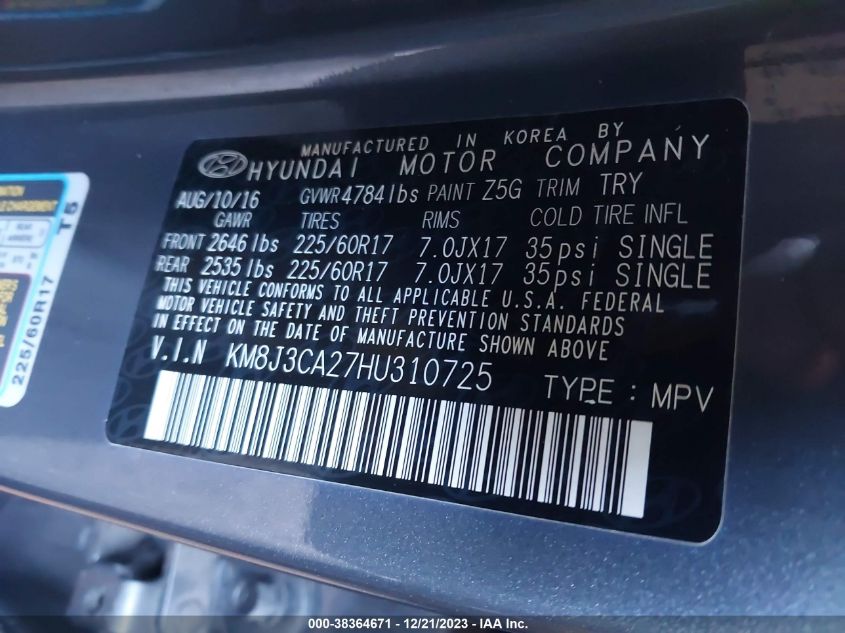 MANUFACTURED IN KOREA BY
HYUNDAI MOTOR COMPANY
AUG/10/16 GVWR 4784 lbs PAINT Z5G TRIM TRY
GAWR TIRES RIMS COLD TIRE INFL
FRONT 2646 lbs 225/60R17 7.0JX17 35psi SINGLE
REAR 2535 lbs 225/60R17 7.0JX17 35psi SINGLE
THIS VEHICLE CONFORMS TO ALL APPLICABLE U.S.A. FEDERAL
MOTOR VEHICLE SAFETY AND THEFT PREVENTION STANDARDS
IN EFFECT ON THE DATE OF MANUFACTURE SHOWN ABOVE
V.I.N KM8J3CA27HU310725 TYPE : MPV
225/60R17
000-38364671 - 12/21/2023 - IAA Inc.